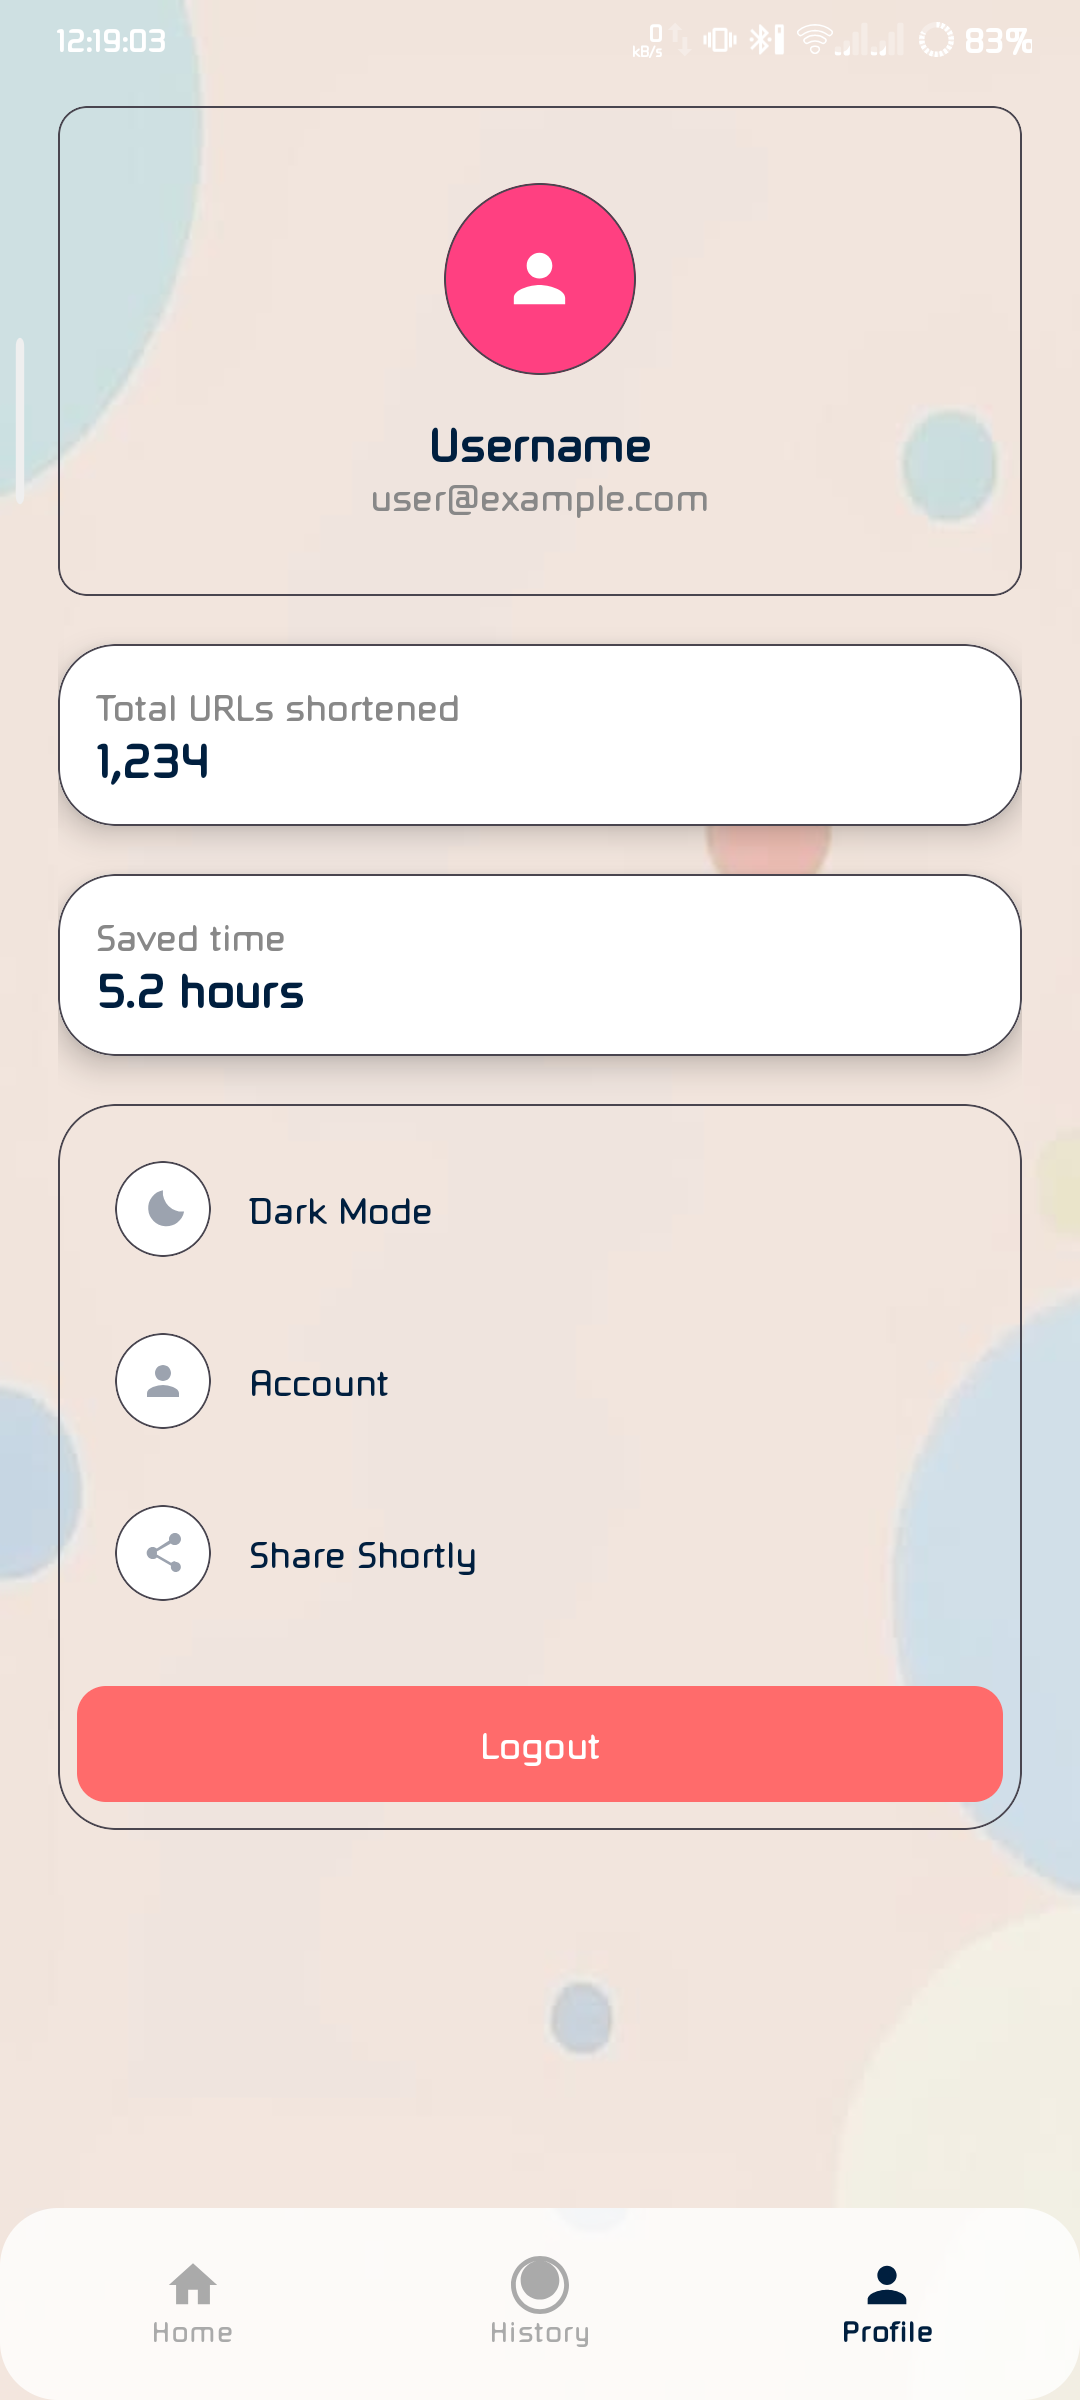 12:19:03
0
kB/s
83%
Username
user@example.com
Total URLs shortened
1,234
Saved time
5.2 hours
Dark Mode
Account
Share Shortly
Logout
Home
History
Profile